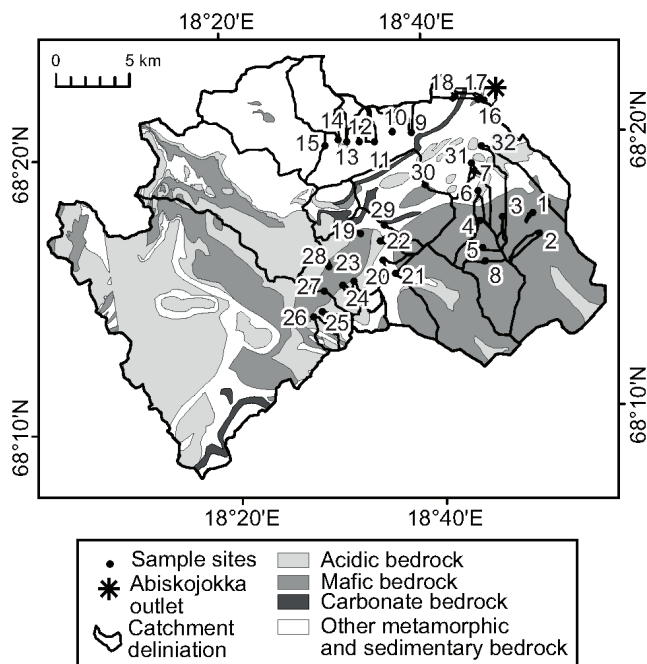 18°20'E 18°40'E
0 5 km
18 17
16
14 12 10 9
15 13 11
32
31
30 7
6
3 1
29
19 22 4 2
28 23 5
20 21 8
27 24
26 25
68°20'N 68°20'N
68°10'N 68°10'N
18°20'E 18°40'E
Sample sites
Abiskojokka
outlet
Catchment
deliniation
Acidic bedrock
Mafic bedrock
Carbonate bedrock
Other metamorphic
and sedimentary bedrock